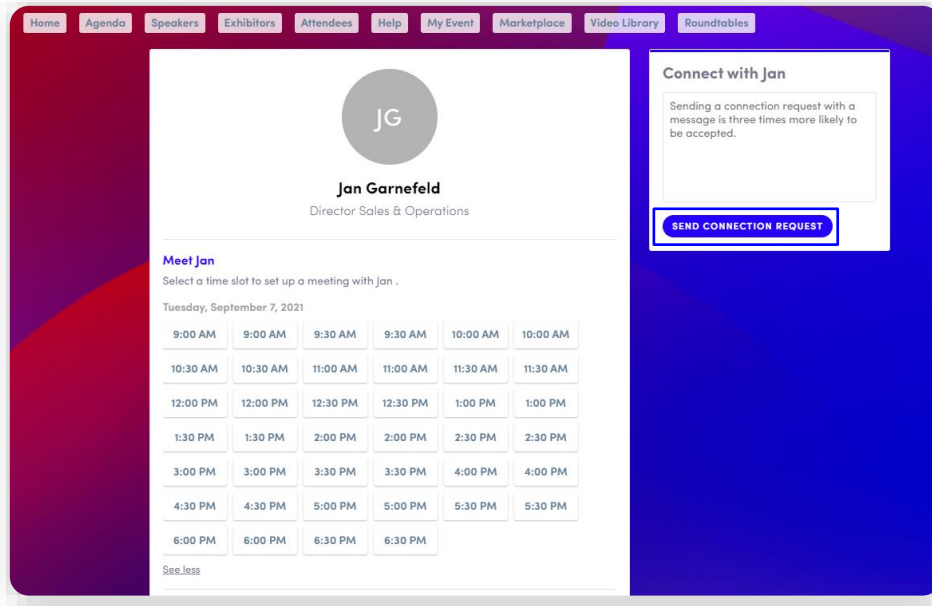 Home Agenda Speakers Exhibitors Attendees Help My Event Marketplace Video Library Roundtables
JG
Jan Garnefeld
Director Sales & Operations
Meet Jan
Select a time slot to set up a meeting with Jan .
Tuesday, September 7, 2021
9:00 AM 9:00 AM 9:30 AM 9:30 AM 10:00 AM 10:00 AM
10:30 AM 10:30 AM 11:00 AM 11:00 AM 11:30 AM 11:30 AM
12:00 PM 12:00 PM 12:30 PM 12:30 PM 1:00 PM 1:00 PM
1:30 PM 1:30 PM 2:00 PM 2:00 PM 2:30 PM 2:30 PM
3:00 PM 3:00 PM 3:30 PM 3:30 PM 4:00 PM 4:00 PM
4:30 PM 4:30 PM 5:00 PM 5:00 PM 5:30 PM 5:30 PM
6:00 PM 6:00 PM 6:30 PM 6:30 PM
See less
Connect with Jan
Sending a connection request with a
message is three times more likely to
be accepted.
SEND CONNECTION REQUEST